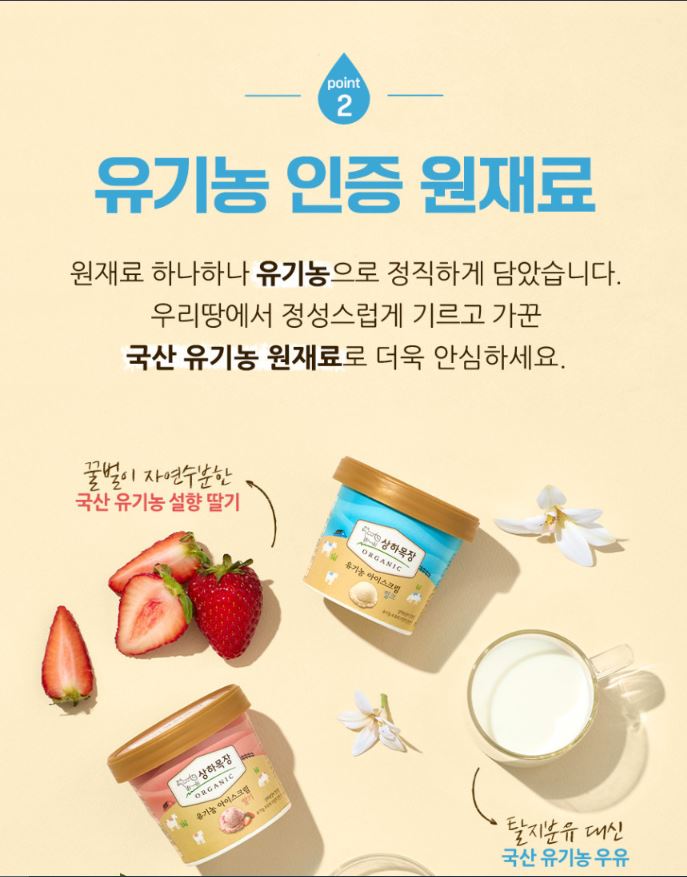 point
2
유기농 인증 원재료
원재료 하나하나 유기농으로 정직하게 담았습니다.
우리땅에서 정성스럽게 기르고 가꾼
국산 유기농 원재료로 더욱 안심하세요.
꿀벌이 자연수분한
국산 유기농 설향 딸기
상하목장
ORGANIC
유기농 아이스크림
밀크
상하목장
ORGANIC
유기농 아이스크림
딸기
탈지분유 대신
국산 유기농 우유